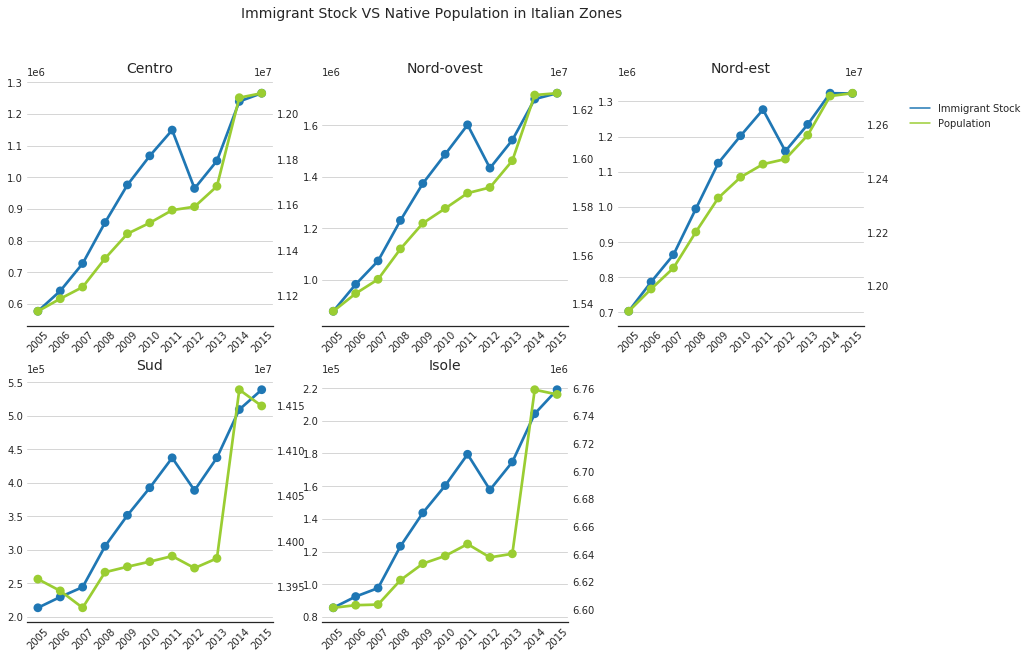 Immigrant Stock VS Native Population in Italian Zones
Centro
1e6
1e7
1.3
1.2
1.1
1.0
0.9
0.8
0.7
0.6
1.20
1.18
1.16
1.14
1.12
2005 2006 2007 2008 2009 2010 2011 2012 2013 2014 2015
Nord-ovest
1e6
1e7
1.6
1.4
1.2
1.0
1.62
1.60
1.58
1.56
1.54
2005 2006 2007 2008 2009 2010 2011 2012 2013 2014 2015
Nord-est
1e6
1e7
1.3
1.2
1.1
1.0
0.9
0.8
0.7
1.26
1.24
1.22
1.20
2005 2006 2007 2008 2009 2010 2011 2012 2013 2014 2015
Immigrant Stock
Population
Sud
1e5
1e7
5.5
5.0
4.5
4.0
3.5
3.0
2.5
2.0
1.415
1.410
1.405
1.400
1.395
2005 2006 2007 2008 2009 2010 2011 2012 2013 2014 2015
Isole
1e5
1e6
2.2
2.0
1.8
1.6
1.4
1.2
1.0
0.8
6.76
6.74
6.72
6.70
6.68
6.66
6.64
6.62
6.60
2005 2006 2007 2008 2009 2010 2011 2012 2013 2014 2015